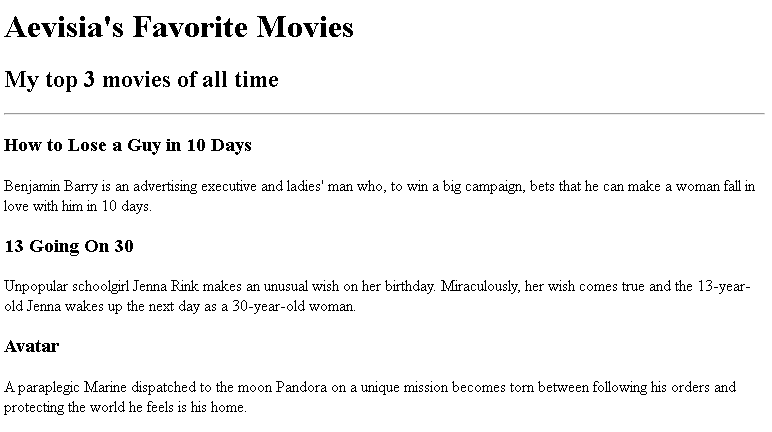 Aevisia's Favorite Movies
My top 3 movies of all time
How to Lose a Guy in 10 Days
Benjamin Barry is an advertising executive and ladies' man who, to win a big campaign, bets that he can make a woman fall in
love with him in 10 days.
13 Going On 30
Unpopular schoolgirl Jenna Rink makes an unusual wish on her birthday. Miraculously, her wish comes true and the 13-year-
old Jenna wakes up the next day as a 30-year-old woman.
Avatar
A paraplegic Marine dispatched to the moon Pandora on a unique mission becomes torn between following his orders and
protecting the world he feels is his home.